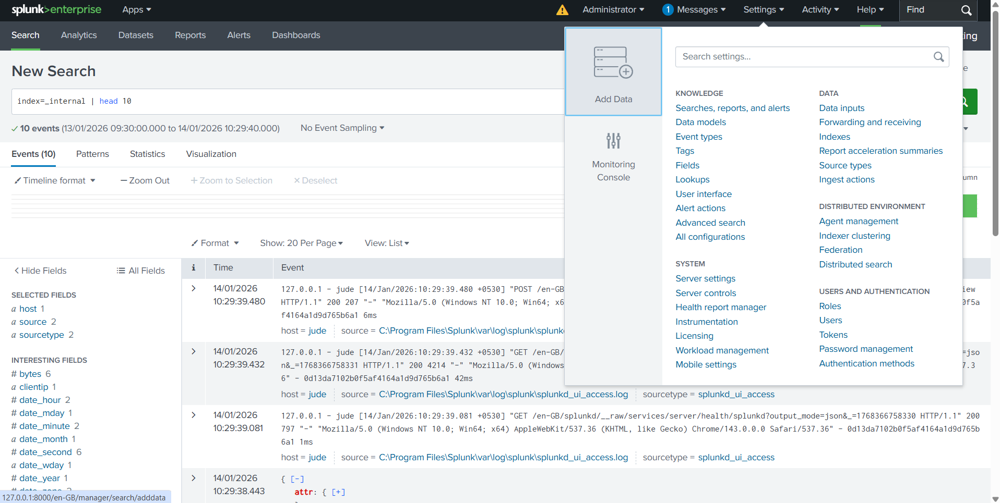 splunk>enterprise Apps Administrator 1 Messages Settings Activity Help Find
Search Analytics Datasets Reports Alerts Dashboards
New Search
index=_internal | head 10
10 events (13/01/2026 09:30:00.000 to 14/01/2026 10:29:40.000) No Event Sampling
Events (10) Patterns Statistics Visualization
Timeline format — Zoom Out + Zoom to Selection × Deselect
Format Show: 20 Per Page View: List
< Hide Fields All Fields
SELECTED FIELDS
a host 1
a source 2
a sourcetype 2
INTERESTING FIELDS
# bytes 6
a clientip 1
# date_hour 2
# date_mday 1
# date_minute 2
a date_month 1
# date_second 6
a date_wday 1
# date_year 1
127.0.0.1:8000/en-GB/manager/search/adddata
i Time Event
14/01/2026
10:29:39.480
127.0.0.1 - jude [14/Jan/2026:10:29:39.480 +0530] "POST /en-GB
HTTP/1.1" 200 207 "-" "Mozilla/5.0 (Windows NT 10.0; Win64; x6
f4164a1d9d765b6a1 6ms
host = jude source = C:\Program Files\Splunk\var\log\splunk\splunk
14/01/2026
10:29:39.432
127.0.0.1 - jude [14/Jan/2026:10:29:39.432 +0530] "GET /en-GB/
n&_=1768366758331 HTTP/1.1" 200 4214 "-" "Mozilla/5.0 (Windows
6" - 0d13da7102b0f5af4164a1d9d765b6a1 42ms
host = jude source = C:\Program Files\Splunk\var\log\splunk\splunkd_ui_access.log sourcetype = splunkd_ui_access
14/01/2026
10:29:39.081
127.0.0.1 - jude [14/Jan/2026:10:29:39.081 +0530] "GET /en-GB/splunkd/__raw/services/server/health/splunkd?output_mode=json&_=1768366758330 HTTP/1.1" 200
797 "-" "Mozilla/5.0 (Windows NT 10.0; Win64; x64) AppleWebKit/537.36 (KHTML, like Gecko) Chrome/143.0.0.0 Safari/537.36" - 0d13da7102b0f5af4164a1d9d765b
6a1 1ms
host = jude source = C:\Program Files\Splunk\var\log\splunk\splunkd_ui_access.log sourcetype = splunkd_ui_access
14/01/2026
10:29:38.443
{ [-]
attr: { [+]
Add Data
Monitoring
Console
Search settings...
KNOWLEDGE
Searches, reports, and alerts
Data models
Event types
Tags
Fields
Lookups
User interface
Alert actions
Advanced search
All configurations
SYSTEM
Server settings
Server controls
Health report manager
Instrumentation
Licensing
Workload management
Mobile settings
DATA
Data inputs
Forwarding and receiving
Indexes
Report acceleration summaries
Source types
Ingest actions
DISTRIBUTED ENVIRONMENT
Agent management
Indexer clustering
Federation
Distributed search
USERS AND AUTHENTICATION
Roles
Users
Tokens
Password management
Authentication methods